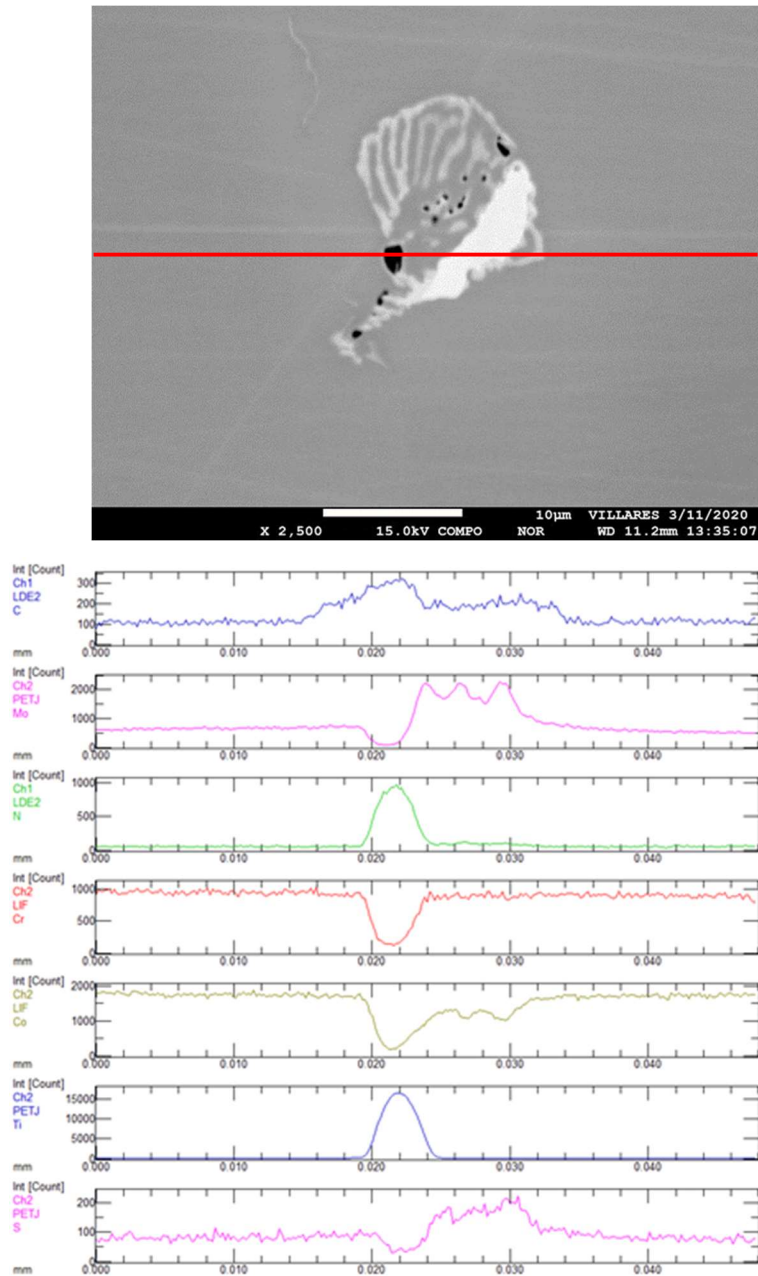 10µm VILLARES 3/11/2020
X 2,500 15.0kV COMPO NOR WD 11.2mm 13:35:07
Int [Count]
Ch1
LDE2
C
300
200
100
0
mm
0.000 0.010 0.020 0.030 0.040
Int [Count]
Ch2
PETJ
Mo
2000
1000
0
mm
0.000 0.010 0.020 0.030 0.040
Int [Count]
Ch1
LDE2
N
1000
500
0
mm
0.000 0.010 0.020 0.030 0.040
Int [Count]
Ch2
LIF
Cr
1000
500
0
mm
0.000 0.010 0.020 0.030 0.040
Int [Count]
Ch2
LIF
Co
2000
1000
0
mm
0.000 0.010 0.020 0.030 0.040
Int [Count]
Ch2
PETJ
Ti
15000
10000
5000
0
mm
0.000 0.010 0.020 0.030 0.040
Int [Count]
Ch2
PETJ
S
200
100
0
mm
0.000 0.010 0.020 0.030 0.040